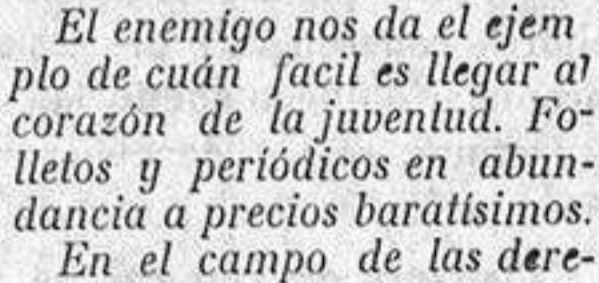 El enemigo nos da el ejem
plo de cuán facil es llegar al
corazón de la juventud. Fo-
lletos y periódicos en abun-
dancia a precios baratísimos.
En el campo de las dere-